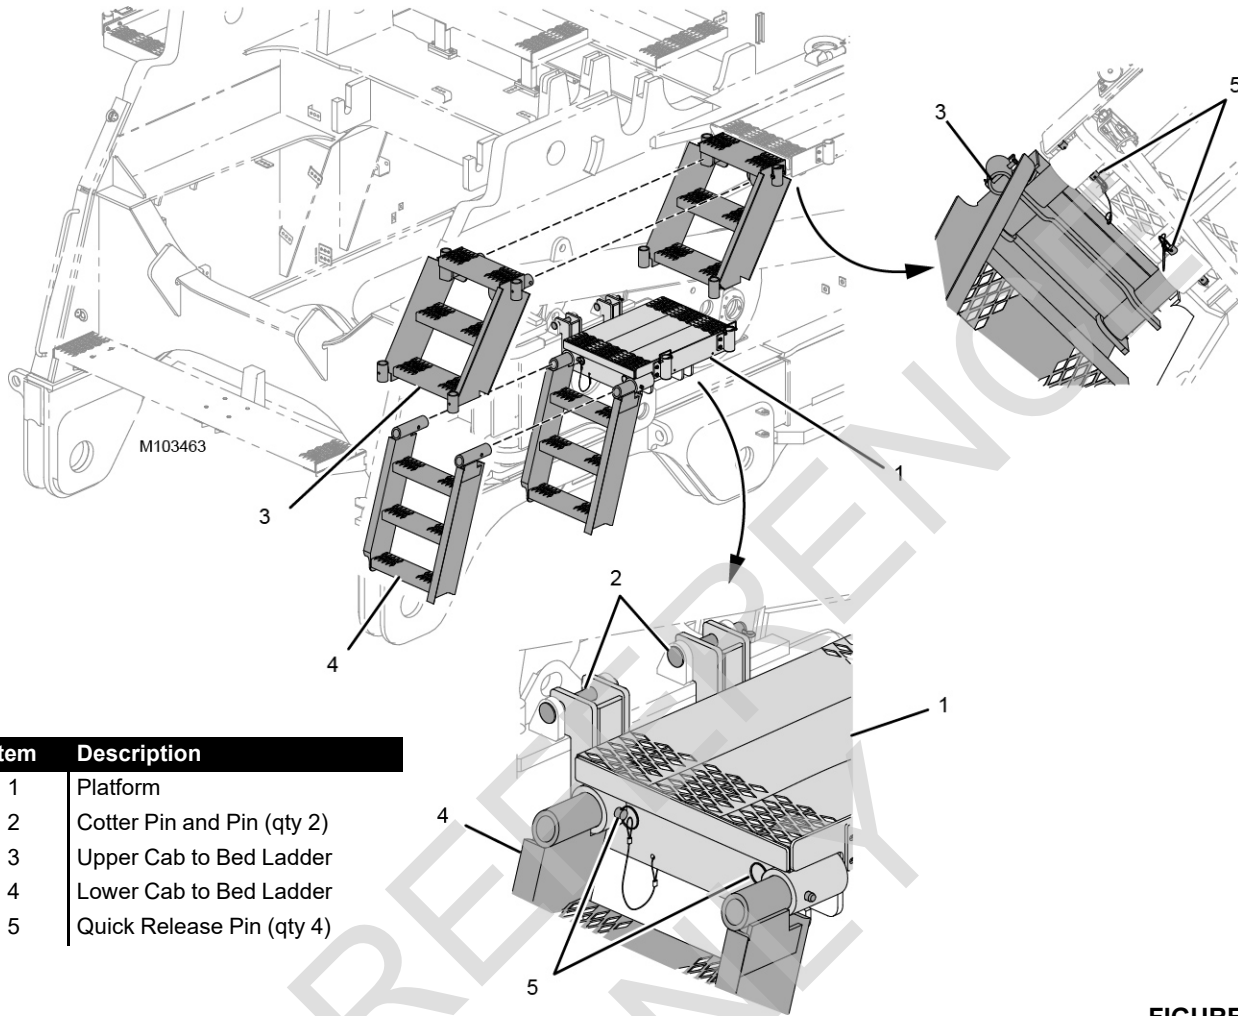 5
3
M103463
1
3
2
4
1
tem Description
1 Platform
2 Cotter Pin and Pin (qty 2)
3 Upper Cab to Bed Ladder
4 Lower Cab to Bed Ladder
5 Quick Release Pin (qty 4)
4
5
REFERENCE
NLY
FIGURE